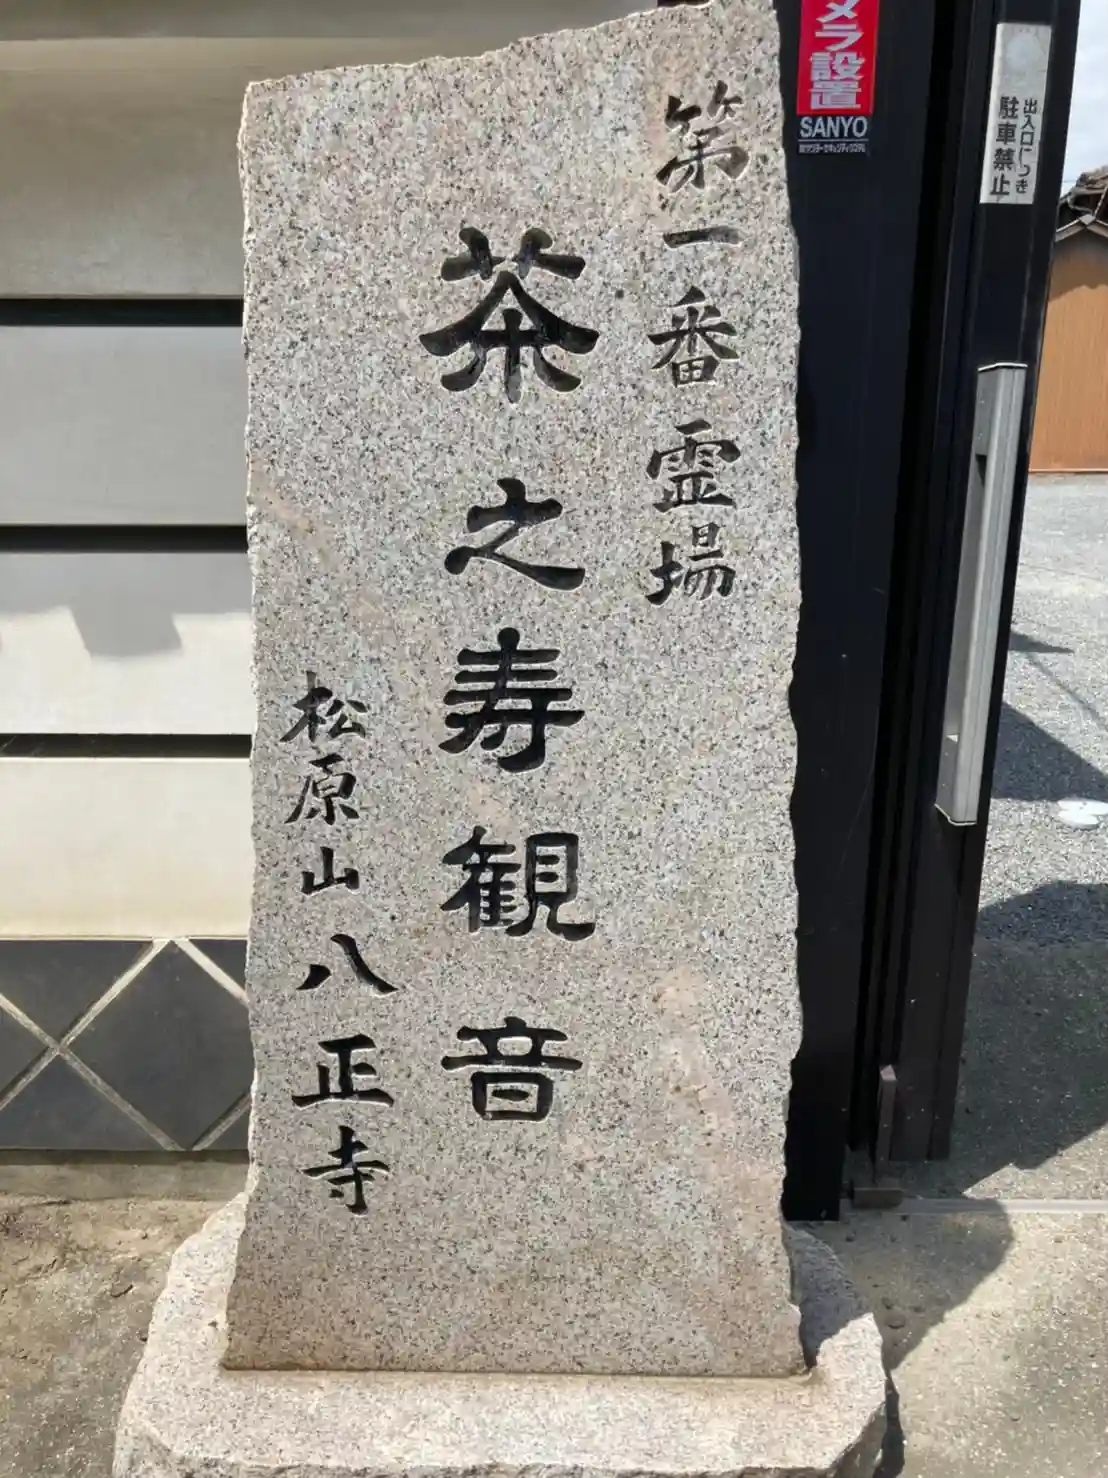 第一番霊場
茶之寿観音
松原山八正寺
メラ設置
SANYO
出入口につき
駐車禁止